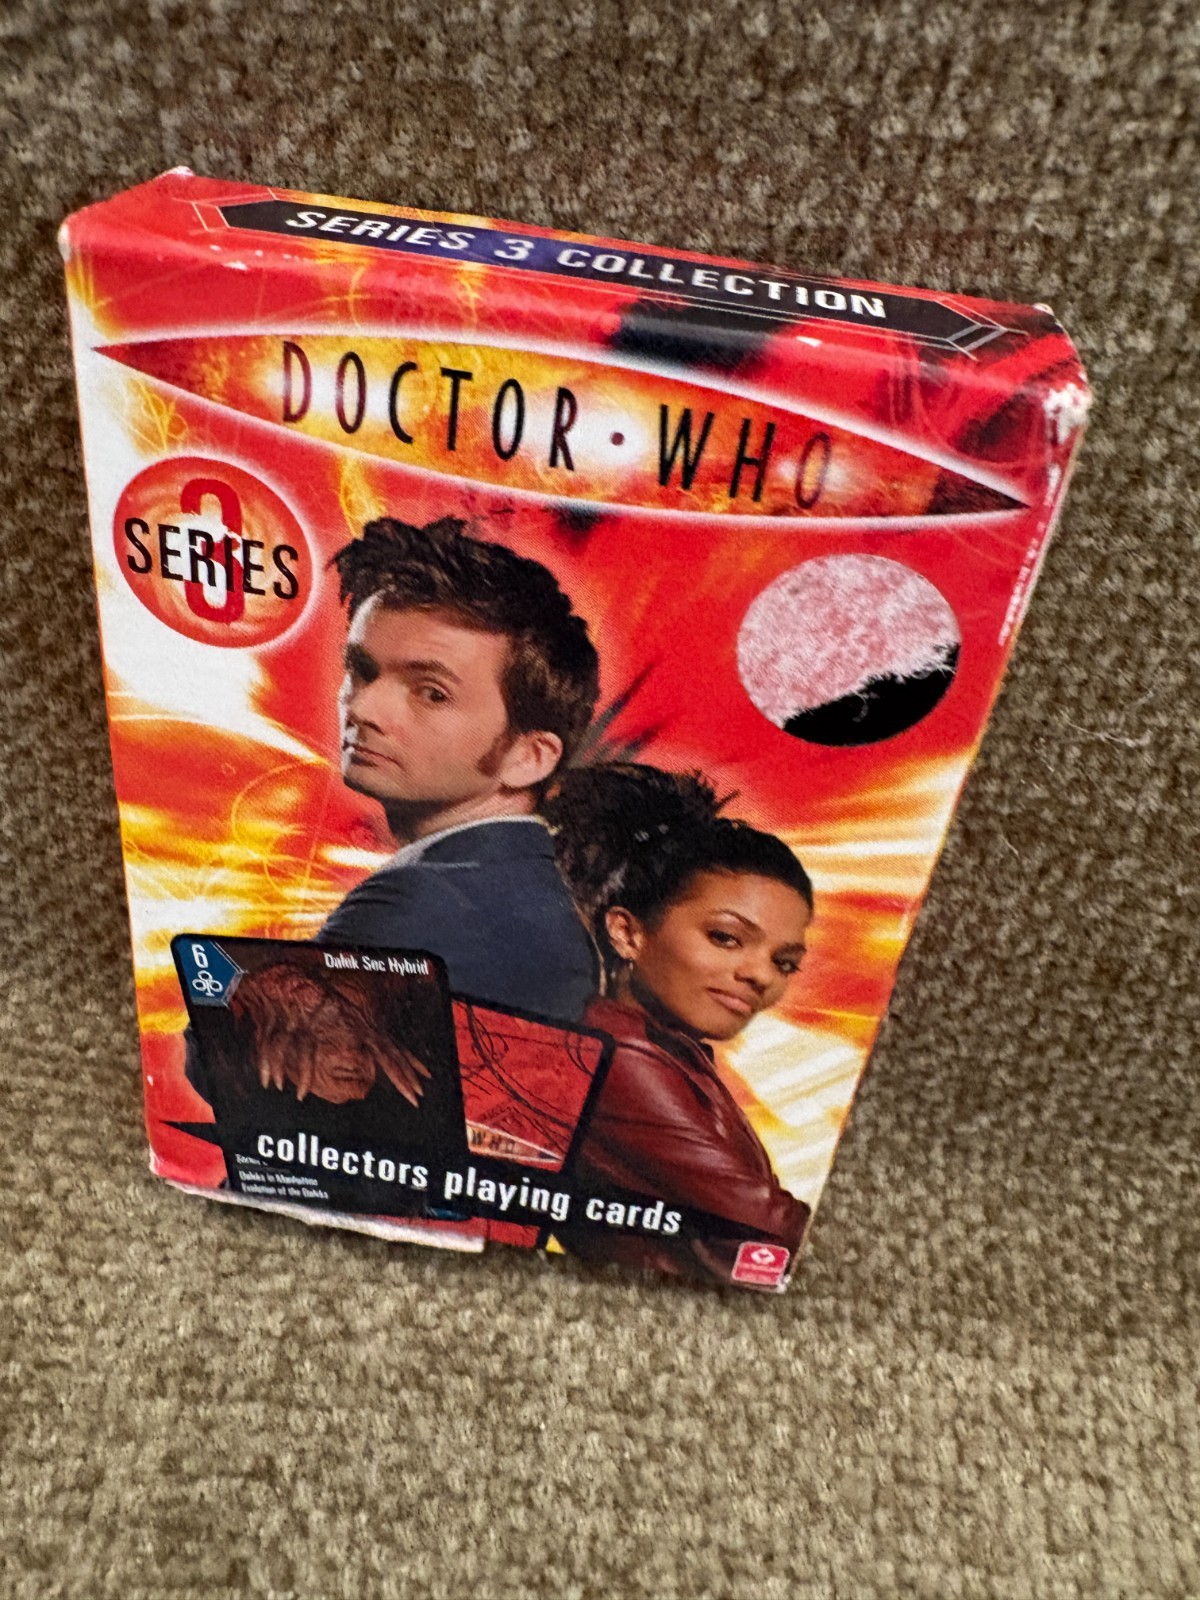 SERIES 3 COLLECTION
DOCTOR • WHO
3
SERIES
6
Dalek Sec Hybrid
WHO
collectors playing cards
Daleks in Manhattan
Evolution of the Daleks